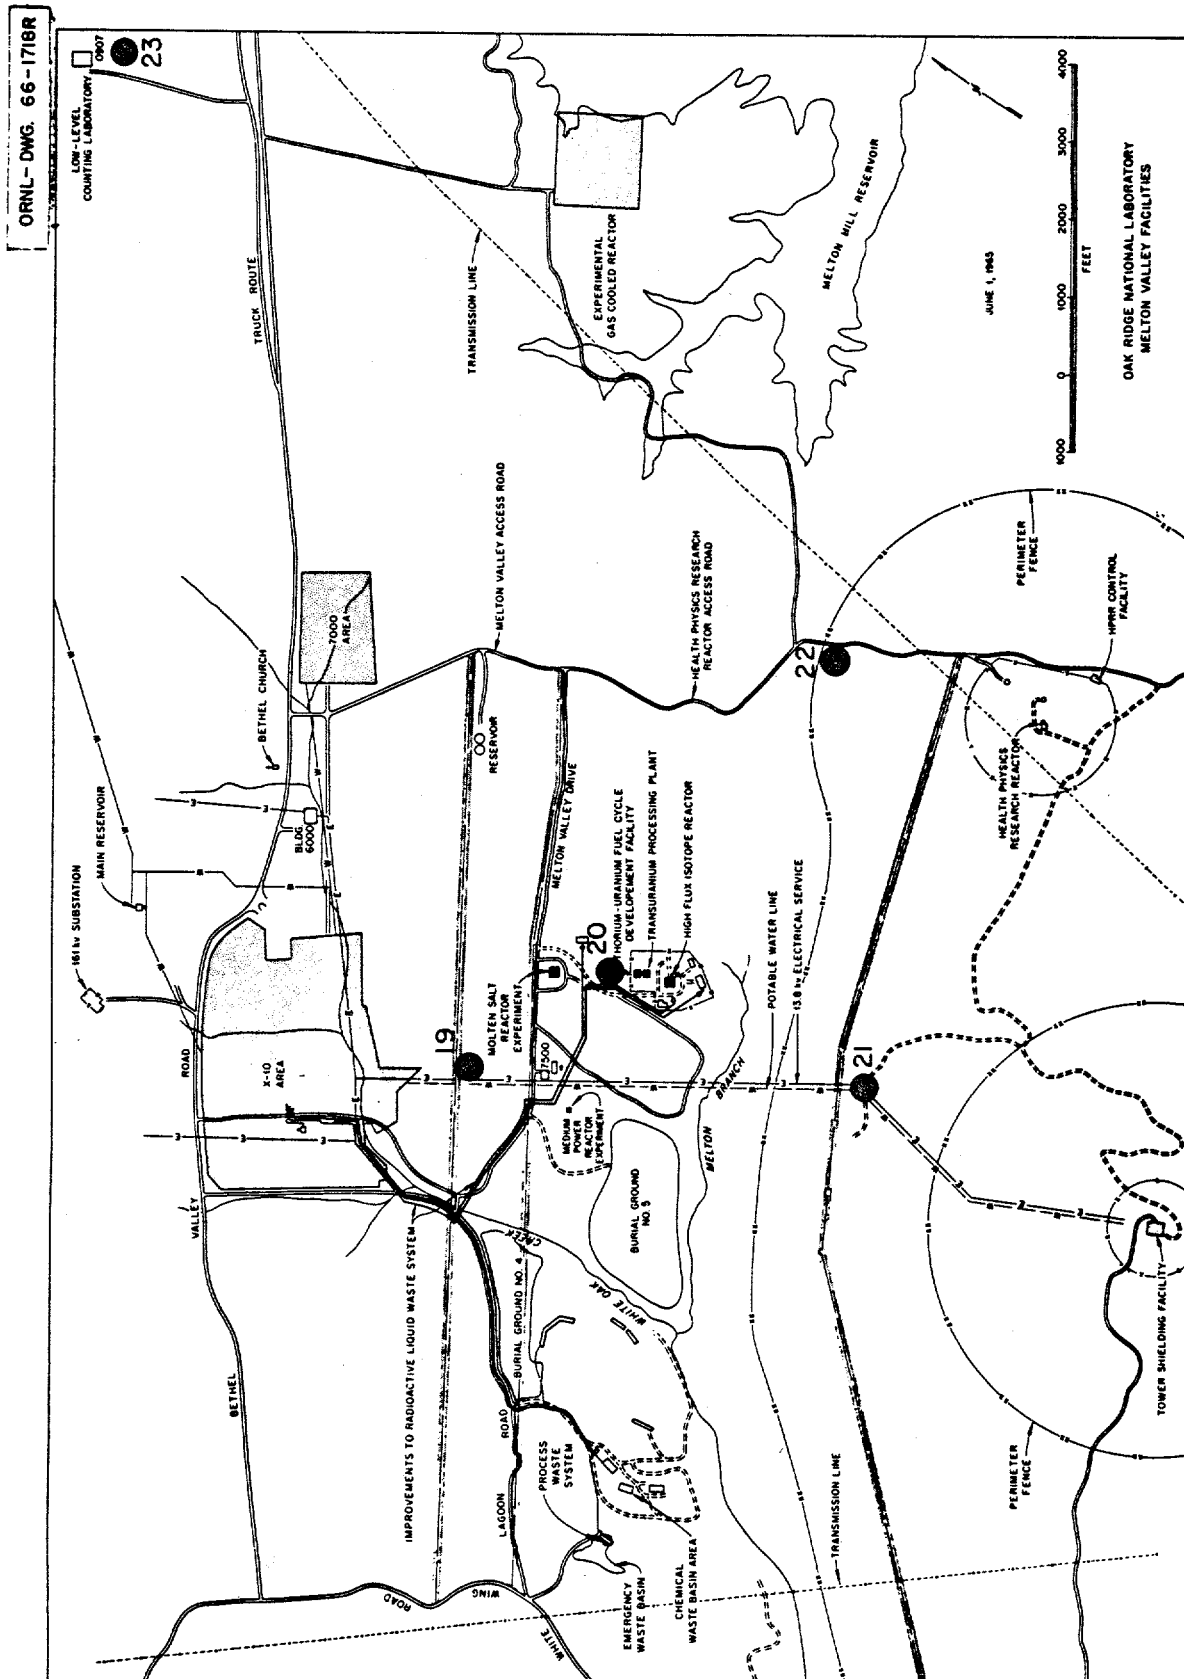 ORNL-DWG. 66-1718R
LOW-LEVEL
COUNTING LABORATORY
0907
23
TRUCK ROUTE
TRANSMISSION LINE
EXPERIMENTAL
GAS COOLED REACTOR
MELTON MILL RESERVOIR
JUNE 1, 1965
1000
0
1000
2000
3000
4000
FEET
OAK RIDGE NATIONAL LABORATORY
MELTON VALLEY FACILITIES
161 kv SUBSTATION
MAIN RESERVOIR
BETHEL CHURCH
7000
AREA
BLDG.
6000
MELTON VALLEY ACCESS ROAD
RESERVOIR
MELTON VALLEY DRIVE
HEALTH PHYSICS RESEARCH
REACTOR ACCESS ROAD
22
PERIMETER
FENCE
HPRR CONTROL
FACILITY
HEALTH PHYSICS
RESEARCH REACTOR
X-10
AREA
19
MOLTEN SALT
REACTOR
EXPERIMENT
7500
20
THORIUM-URANIUM FUEL CYCLE
DEVELOPEMENT FACILITY
TRANSURANIUM PROCESSING PLANT
HIGH FLUX ISOTOPE REACTOR
POTABLE WATER LINE
13.8 kv ELECTRICAL SERVICE
21
MEDIUM
POWER
REACTOR
EXPERIMENT
BURIAL GROUND
NO. 5
MELTON BRANCH
BETHEL VALLEY ROAD
IMPROVEMENTS TO RADIOACTIVE LIQUID WASTE SYSTEM
BURIAL GROUND NO. 4
WHITE OAK CREEK
LAGOON ROAD
PROCESS
WASTE
SYSTEM
WHITE WING ROAD
EMERGENCY
WASTE BASIN
CHEMICAL
WASTE BASIN AREA
TRANSMISSION LINE
PERIMETER
FENCE
TOWER SHIELDING FACILITY